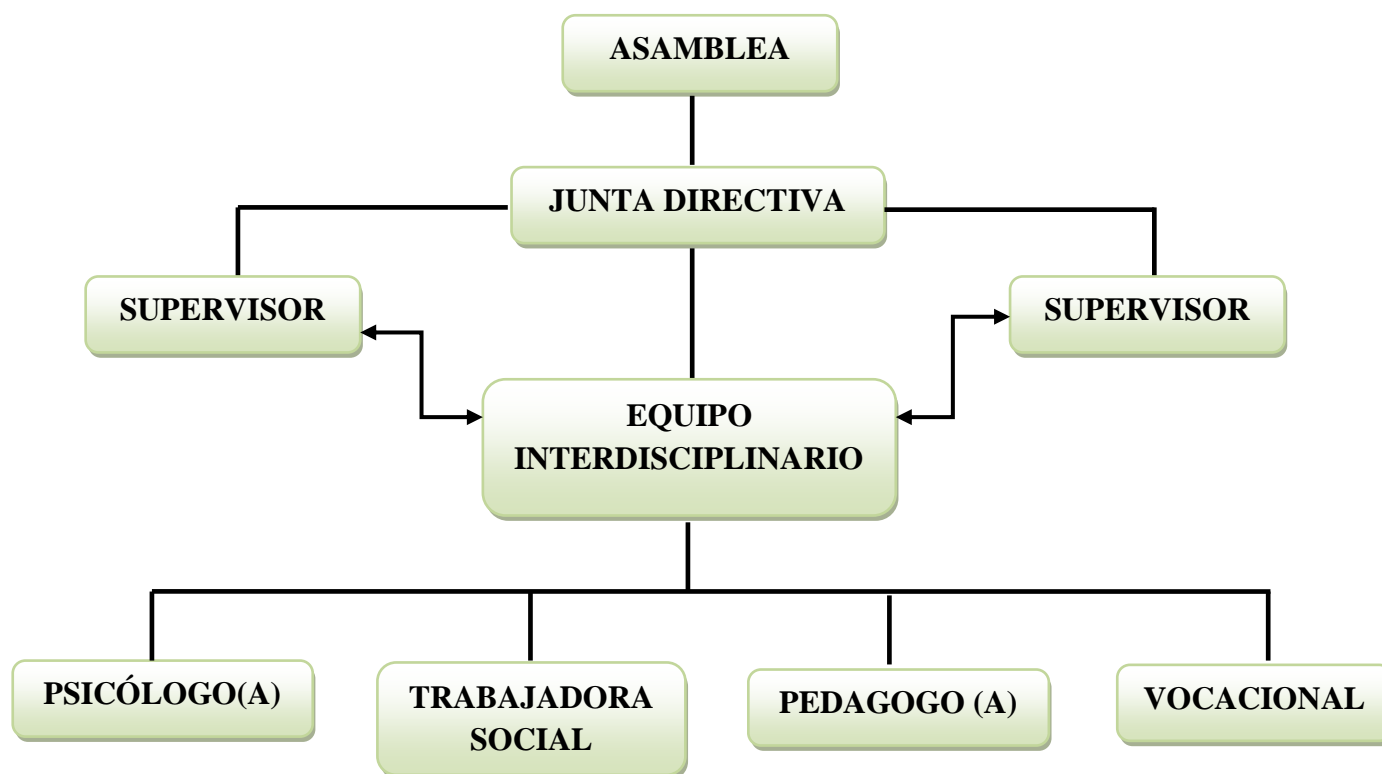 ASAMBLEA
JUNTA DIRECTIVA
SUPERVISOR
SUPERVISOR
EQUIPO
INTERDISCIPLINARIO
PSICÓLOGO(A)
TRABAJADORA
SOCIAL
PEDAGOGO (A)
VOCACIONAL